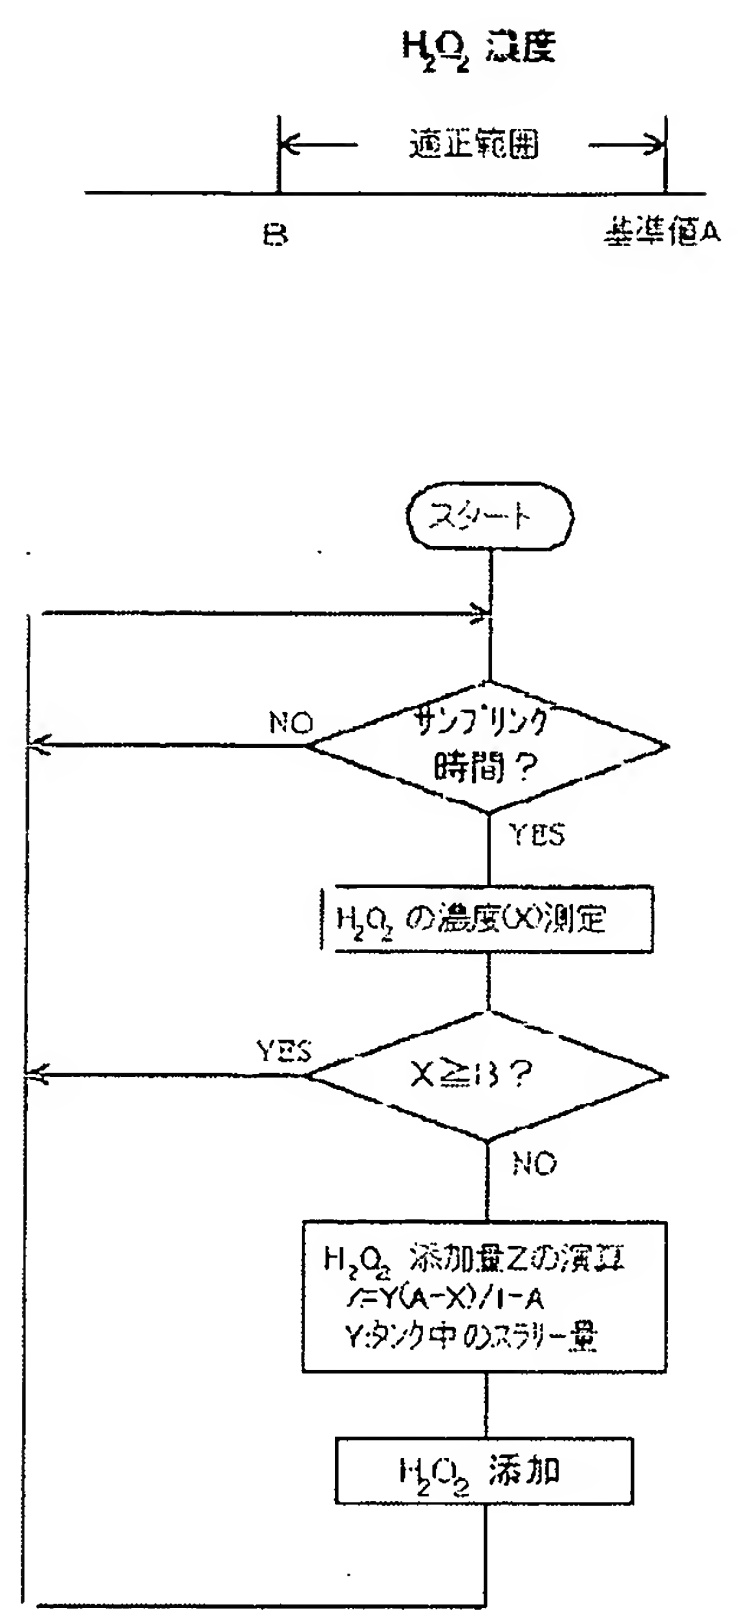 H₂O₂ 濃度
適正範囲
B
基準値A
スタート
サンプリング
時間?
NO
YES
H₂O₂ の濃度(X)測定
YES
X≧B?
NO
H₂O₂ 添加量Zの演算
Z=Y(A-X)/1-A
Y:タンク中のスラリー量
H₂O₂ 添加